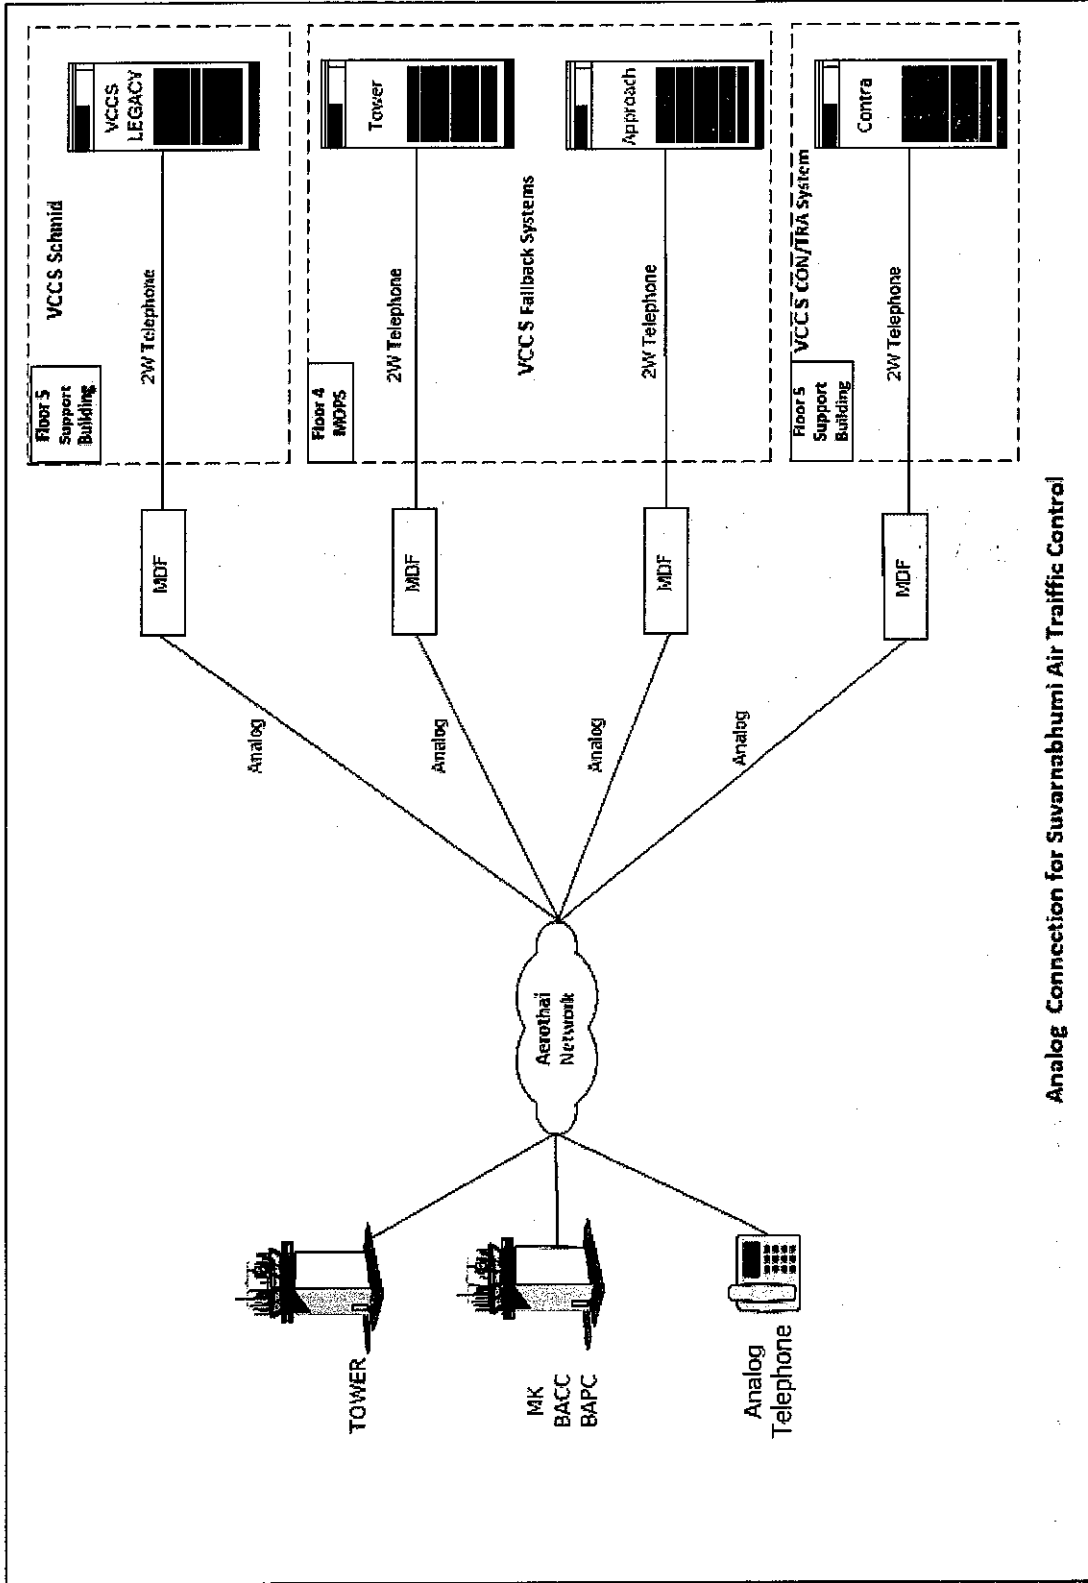 VCCS Schmid
Floor 5
Support
Building
2W Telephone
VCCS
LEGACY
MDF
Analog
Floor 4
MOPS
2W Telephone
Tower
MDF
Analog
VCCS Fallback Systems
2W Telephone
Approach
MDF
Analog
VCCS CON/TRA System
Floor 5
Support
Building
2W Telephone
Contra
MDF
Analog
Aerothai
Network
TOWER
MK
BACC
BAPC
Analog
Telephone
Analog Connection for Suvarnabhumi Air Traiffic Control